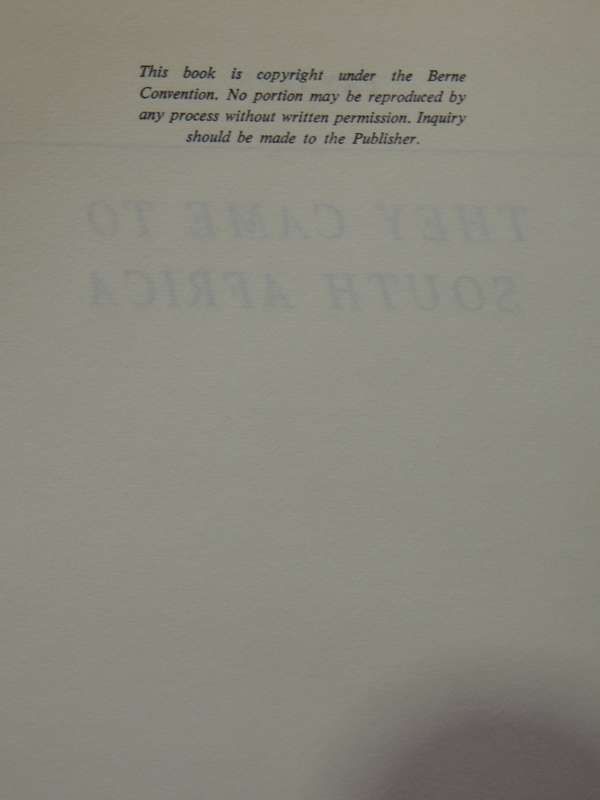 This book is copyright under the Berne
Convention. No portion may be reproduced by
any process without written permission. Inquiry
should be made to the Publisher.
THEY CAME TO
SOUTH AFRICA